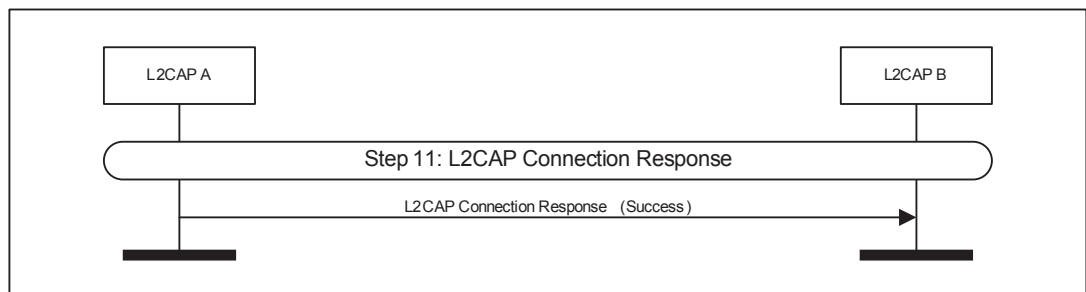 L2CAP A
L2CAP B
Step 11: L2CAP Connection Response
L2CAP Connection Response (Success)